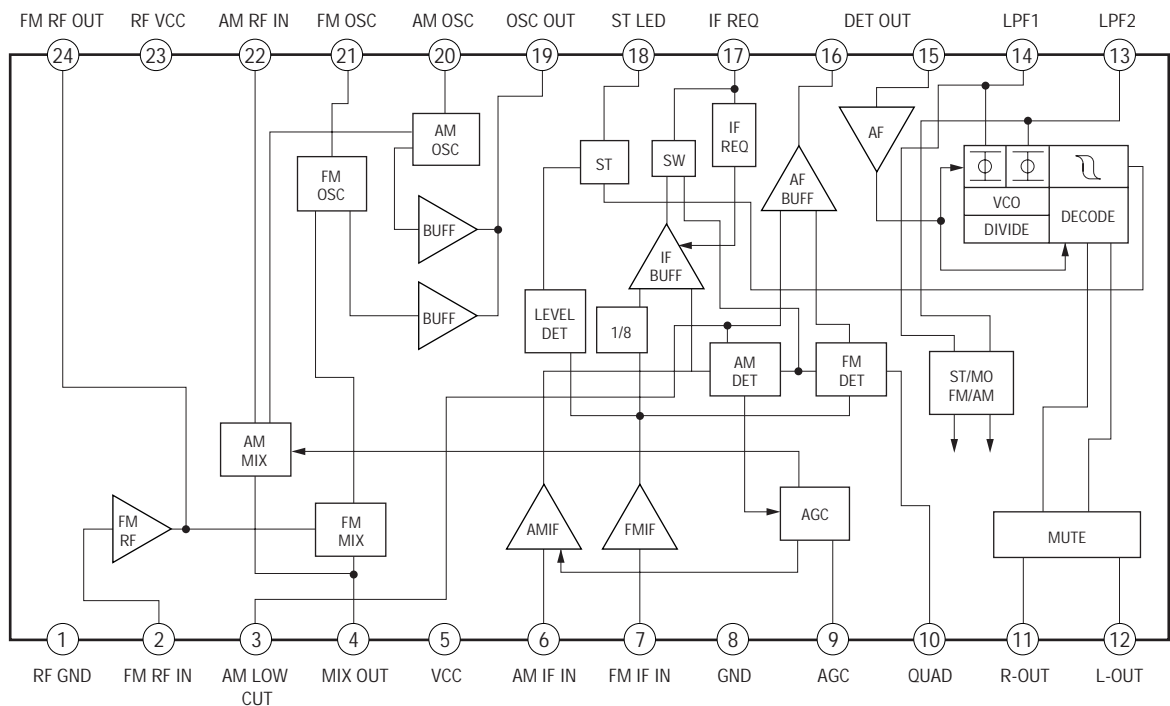 FM RF OUT
RF VCC
AM RF IN
FM OSC
AM OSC
OSC OUT
ST LED
IF REQ
DET OUT
LPF1
LPF2
24
23
22
21
20
19
18
17
16
15
14
13
AM
OSC
FM
OSC
BUFF
BUFF
ST
SW
IF
REQ
AF
BUFF
AF
VCO
DIVIDE
DECODE
IF
BUFF
LEVEL
DET
1/8
AM
DET
FM
DET
ST/MO
FM/AM
AM
MIX
FM
RF
FM
MIX
AMIF
FMIF
AGC
MUTE
1
2
3
4
5
6
7
8
9
10
11
12
RF GND
FM RF IN
AM LOW
CUT
MIX OUT
VCC
AM IF IN
FM IF IN
GND
AGC
QUAD
R-OUT
L-OUT